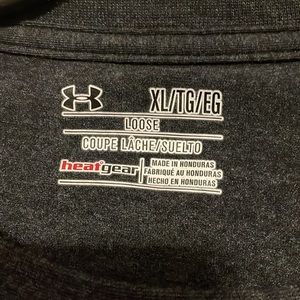 XL/TG/EG
LOOSE
COUPE LÂCHE/SUELTO
heatgear
MADE IN HONDURAS
FABRIQUÉ AU HONDURAS
HECHO EN HONDURAS